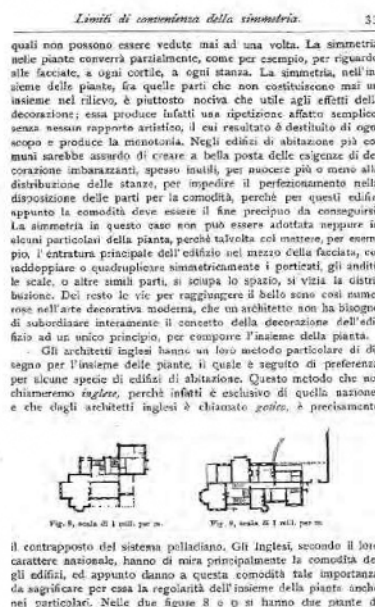 Limiti di convenienza della simmetria.
quali non possono essere vedute mai ad una volta. La simmetria
nelle piante converrà parzialmente, come per esempio, per riguardo
alle facciate, a ogni cortile, a ogni stanza. La simmetria, nell'in
sieme delle piante, fra quelle parti che non costituiscono mai un
insieme nel rilievo, è piuttosto nociva che utile agli effetti dell
decorazione; essa produce infatti una ripetizione affatto semplice
senza nessun rapporto artistico, il cui resultato è destituito di ogn
scopo e produce la monotonia. Negli edifizi di abitazione più co
muni sarebbe assurdo di creare a bella posta delle esigenze di de
corazione imbarazzanti, spesso inutili, per nuocere più o meno alla
distribuzione delle stanze, per impedire il perfezionamento nella
disposizione delle parti per la comodità, perchè per questi edifizi
appunto la comodità deve essere il fine precipuo da conseguirsi
La simmetria in questo caso non può essere adottata neppure in
alcuni particolari della pianta, perchè talvolta col mettere, per esem
pio, l'entratura principale dell'edifizio nel mezzo della facciata, co
raddoppiare o quadruplicare simmetricamente i porticati, gli anditi
le scale, o altre simili parti, si sciupa lo spazio, si vizia la distri
buzione. Del resto le vie per raggiungere il bello sono così nume
rose nell'arte decorativa moderna, che un architetto non ha bisogno
di subordinare interamente il concetto della decorazione dell'edi
fizio ad un unico principio, per comporre l'insieme della pianta.
Gli architetti inglesi hanno un loro metodo particolare di di
segno per l'insieme delle piante, il quale è seguito di preferenza
per alcune specie di edifizi di abitazione. Questo metodo che noi
chiameremo inglese, perchè infatti è esclusivo di quella nazione
e che dagli architetti inglesi è chiamato gotico, è precisamente
Fig. 8, scala di 1 mill. per m.
Fig. 9, scala di 1 mill. per m.
il contrapposto del sistema palladiano. Gli Inglesi, secondo il loro
carattere nazionale, hanno di mira principalmente la comodità de
gli edifizi, ed appunto danno a questa comodità tale importanza
da sagrificare per essa la regolarità dell'insieme della pianta anche
nei particolari. Nelle due figure 8 e 9 si hanno due piante d